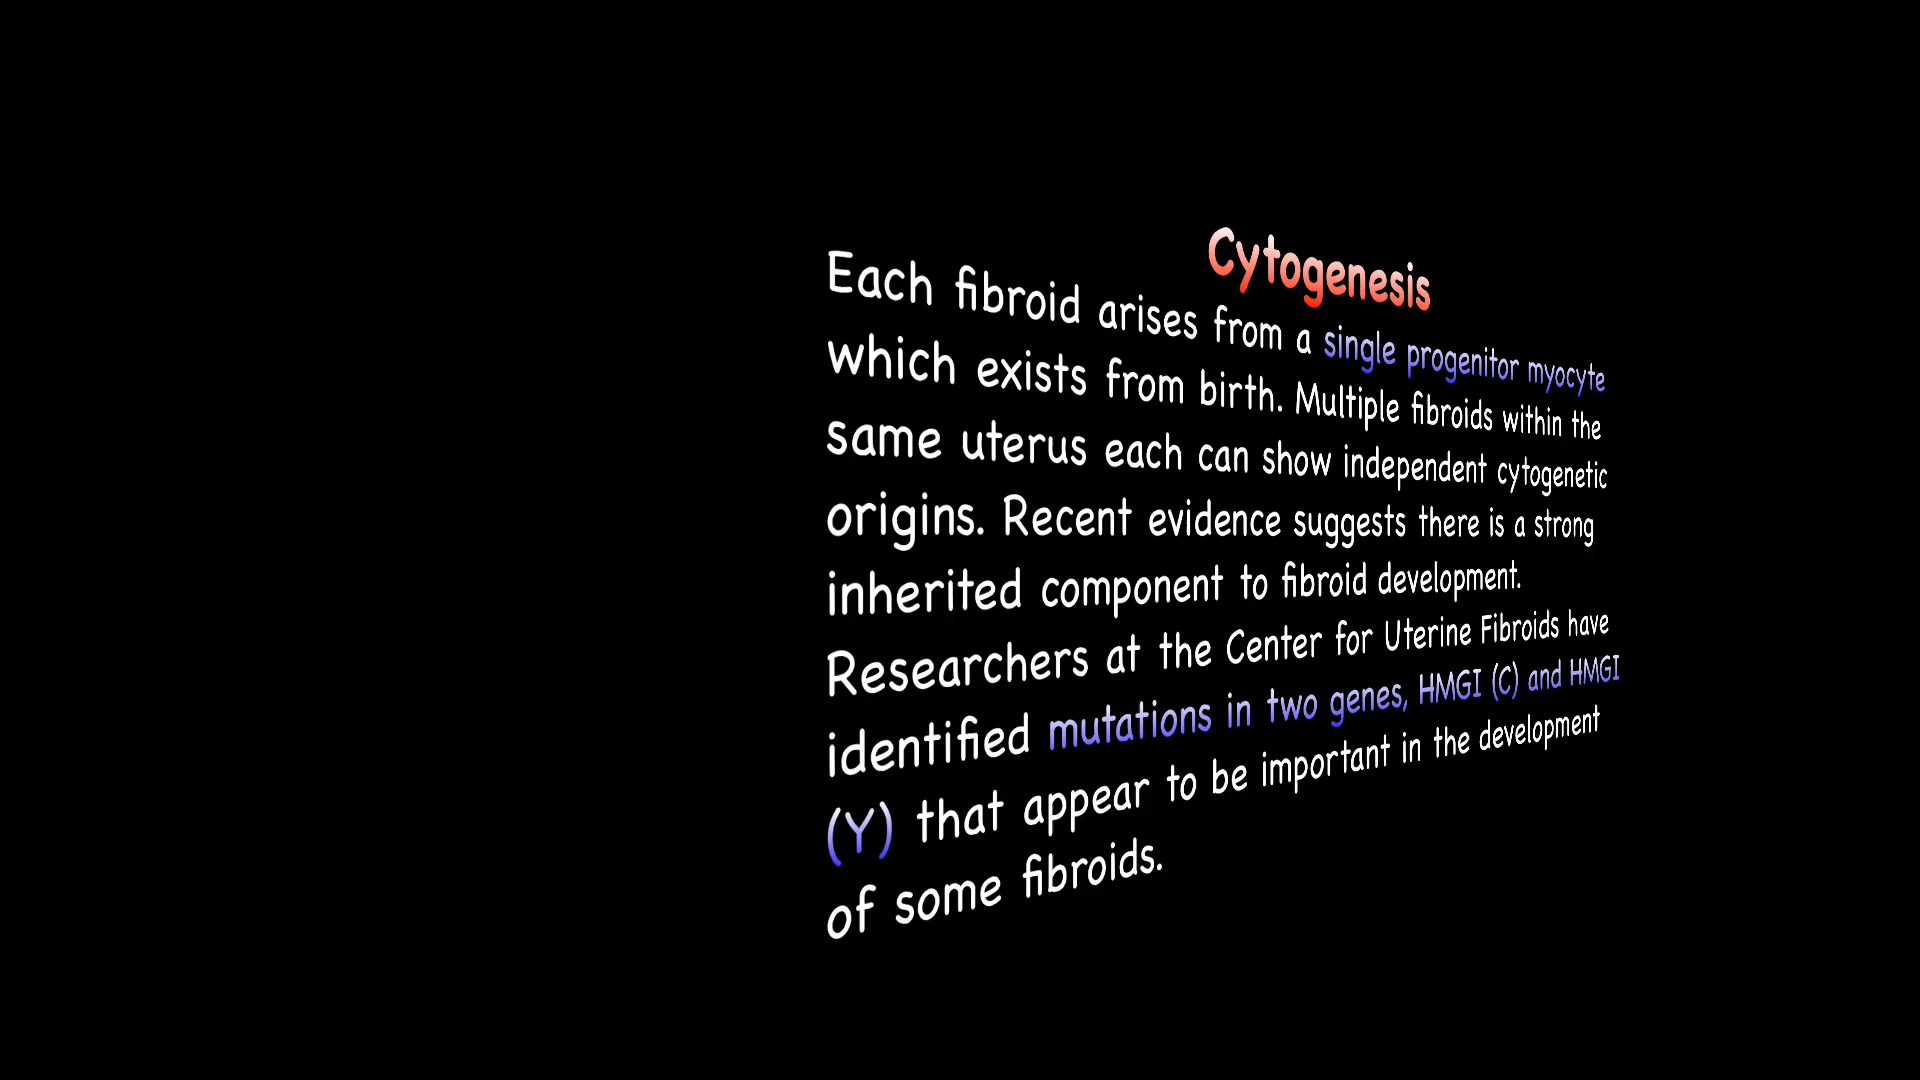 Cytogenesis
Each fibroid arises from a single progenitor myocyte
which exists from birth. Multiple fibroids within the
same uterus each can show independent cytogenetic
origins. Recent evidence suggests there is a strong
inherited component to fibroid development.
Researchers at the Center for Uterine Fibroids have
identified mutations in two genes, HMGI (C) and HMGI
(Y) that appear to be important in the development
of some fibroids.